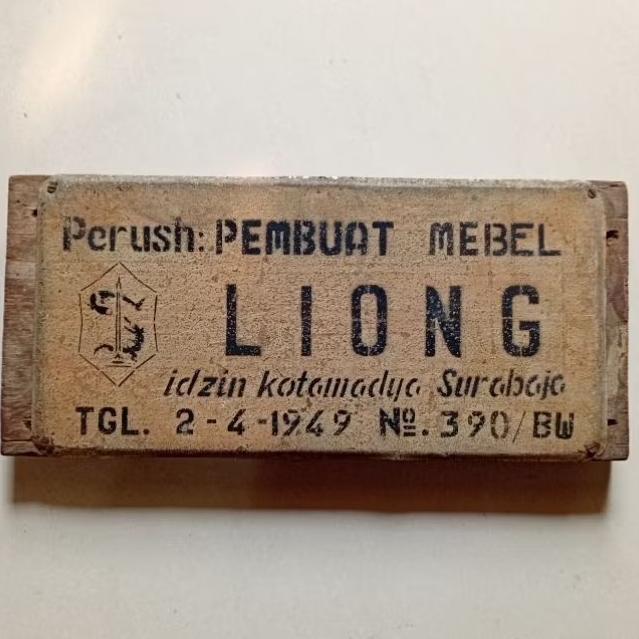 Perush: PEMBUAT MEBEL
LIONG
idzin kotamadya Surabaja
TGL. 2-4-1949 No. 390/BW